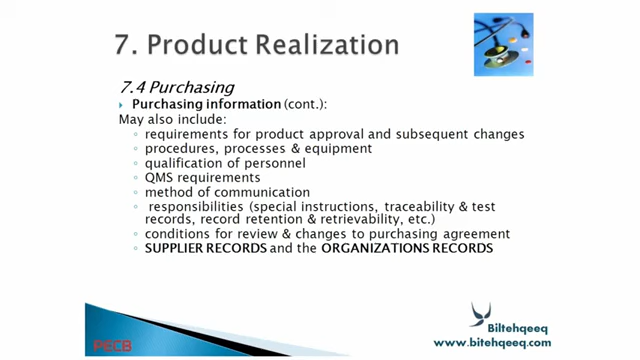 7. Product Realization
7.4 Purchasing
Purchasing information (cont.):
May also include:
requirements for product approval and subsequent changes
procedures, processes & equipment
qualification of personnel
QMS requirements
method of communication
responsibilities (special instructions, traceability & test
records, record retention & retrievability, etc.)
conditions for review & changes to purchasing agreement
SUPPLIER RECORDS and the ORGANIZATIONS RECORDS
Biltehqeeq
www.bitehqeeq.com
PECB